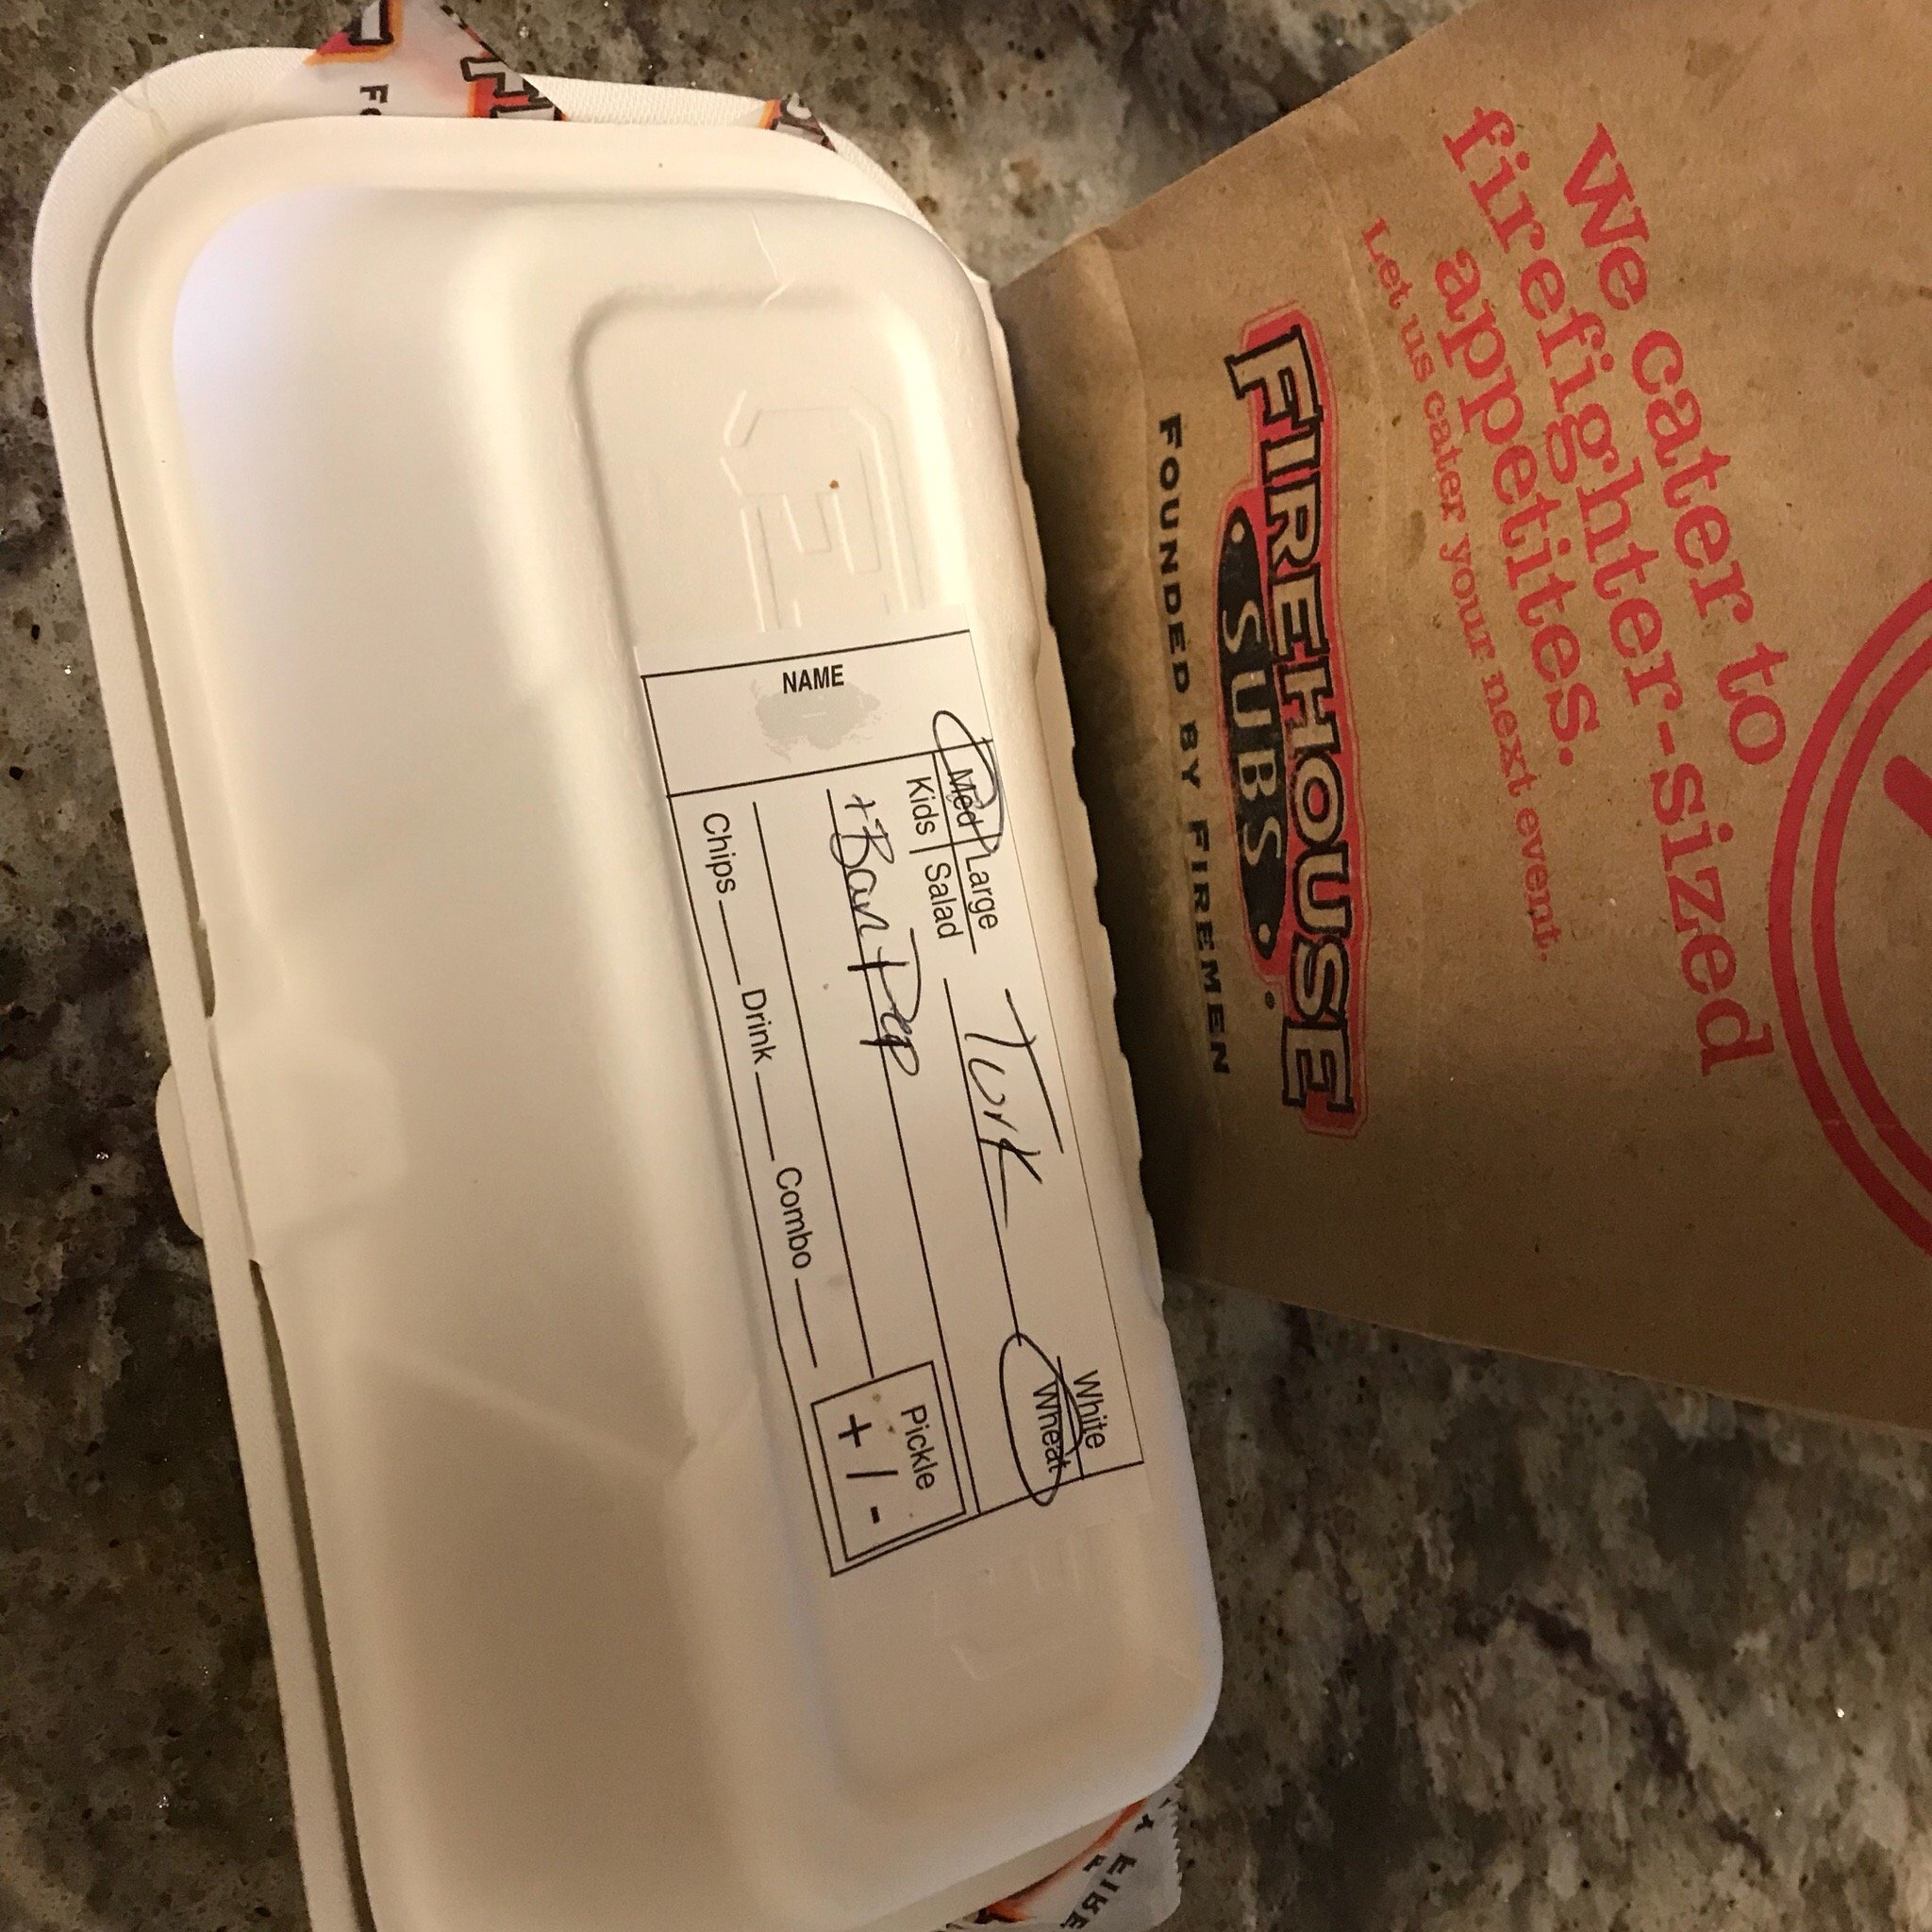 We cater to
firefighter-sized
appetites.
Let us cater your next event.
FIREHOUSE
SUBS
FOUNDED BY FIREMEN
NAME
Med Large
Kids Salad
Turk
White
Wheat
+Ban Pep
Chips Drink Combo
Pickle
+ / -
FIRE